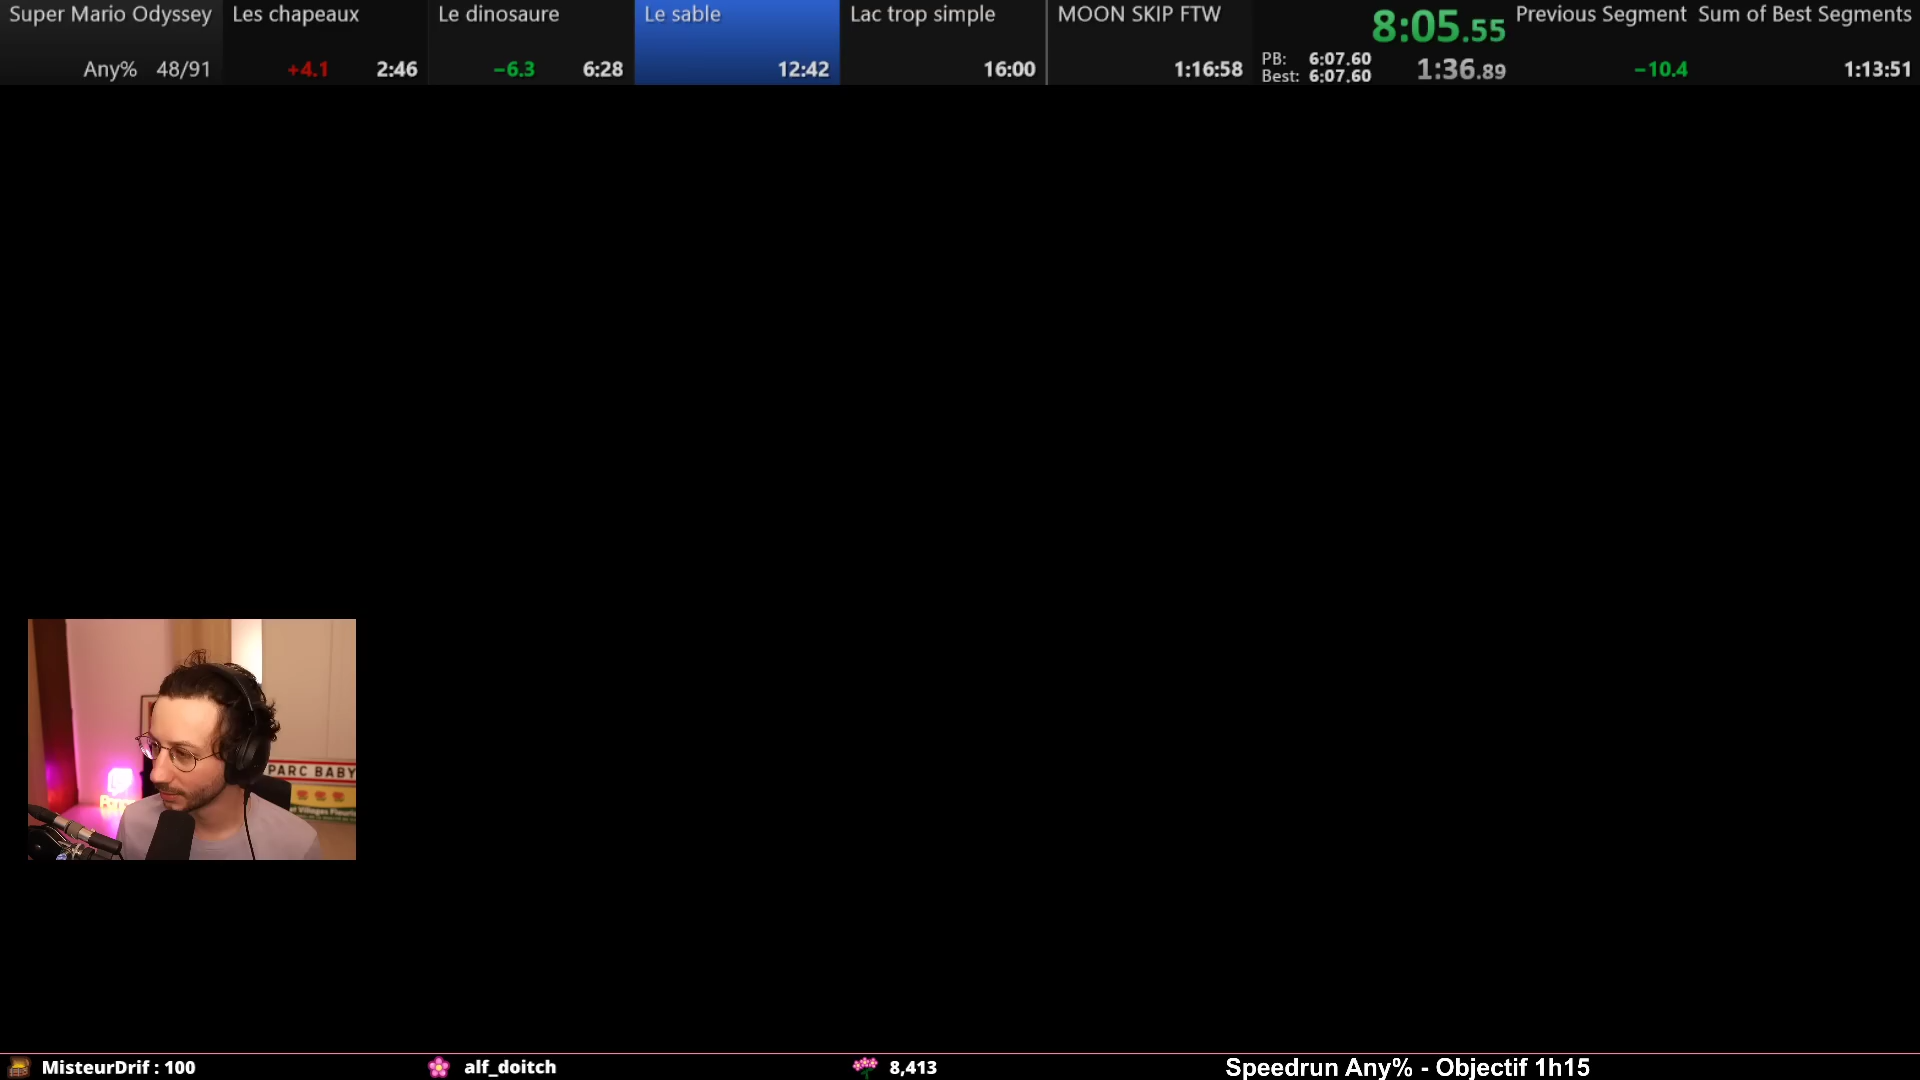 Super Mario Odyssey
Any% 48/91
Les chapeaux
+4.1 2:46
Le dinosaure
−6.3 6:28
Le sable
12:42
Lac trop simple
16:00
MOON SKIP FTW
1:16:58
8:05.55
PB: 6:07.60
Best: 6:07.60
1:36.89
Previous Segment
−10.4
Sum of Best Segments
1:13:51
PARC BABY
MisteurDrif : 100
alf_doitch
8,413
Speedrun Any% - Objectif 1h15